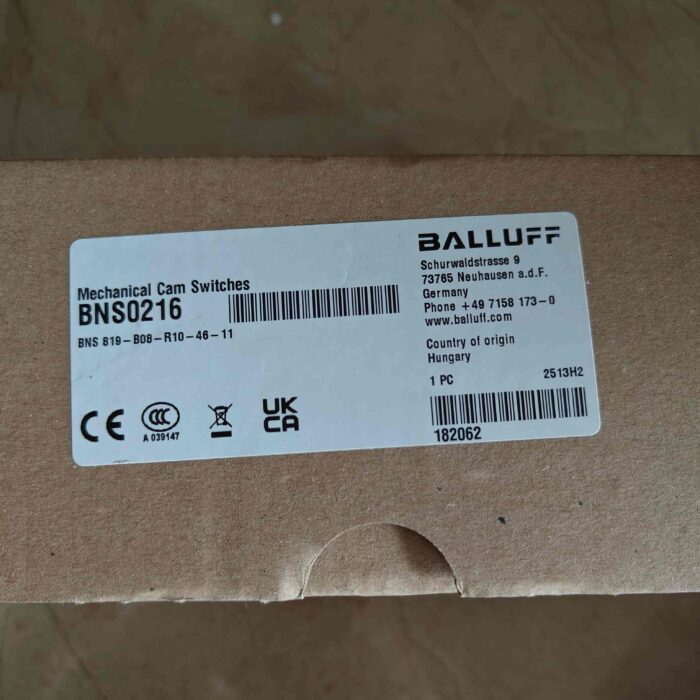 Mechanical Cam Switches
BNS0216
BNS 819-B08-R10-46-11
BALLUFF
Schurwaldstrasse 9
73765 Neuhausen a.d.F.
Germany
Phone +49 7158 173-0
www.balluff.com
Country of origin
Hungary
1 PC 2513H2
182062
CE
CCC
A 039147
UK
CA